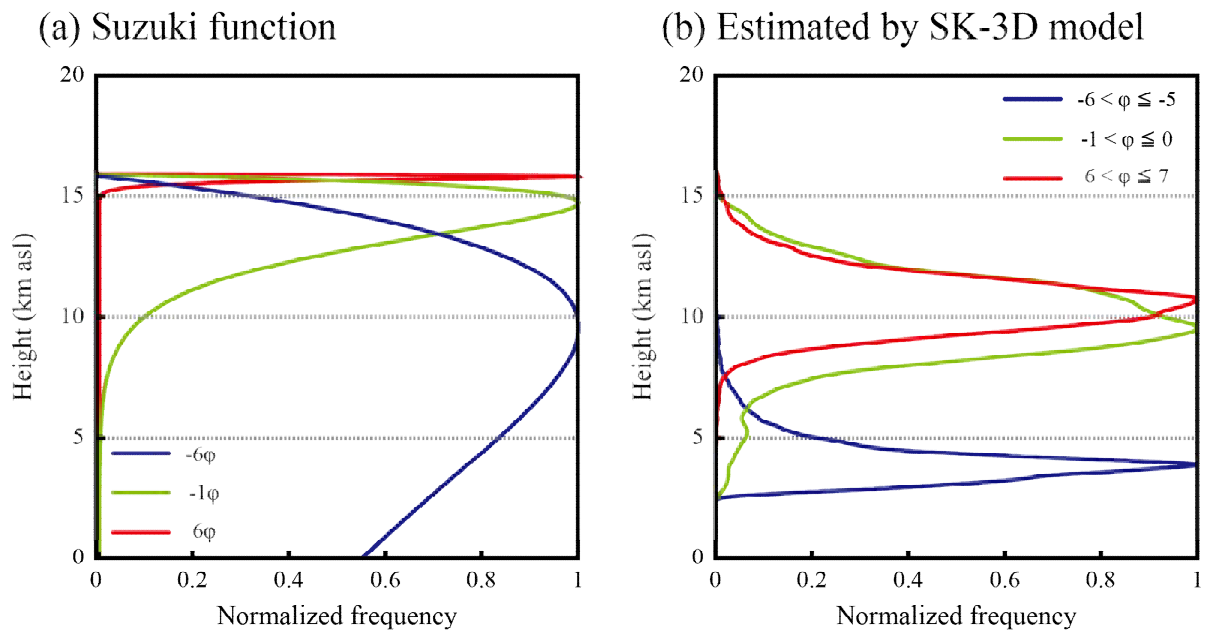 (a) Suzuki function
20
15
10
5
0
Height (km asl)
-6φ
-1φ
6φ
0 0.2 0.4 0.6 0.8 1
Normalized frequency
(b) Estimated by SK-3D model
20
15
10
5
0
Height (km asl)
-6 < φ ≦ -5
-1 < φ ≦ 0
6 < φ ≦ 7
0 0.2 0.4 0.6 0.8 1
Normalized frequency